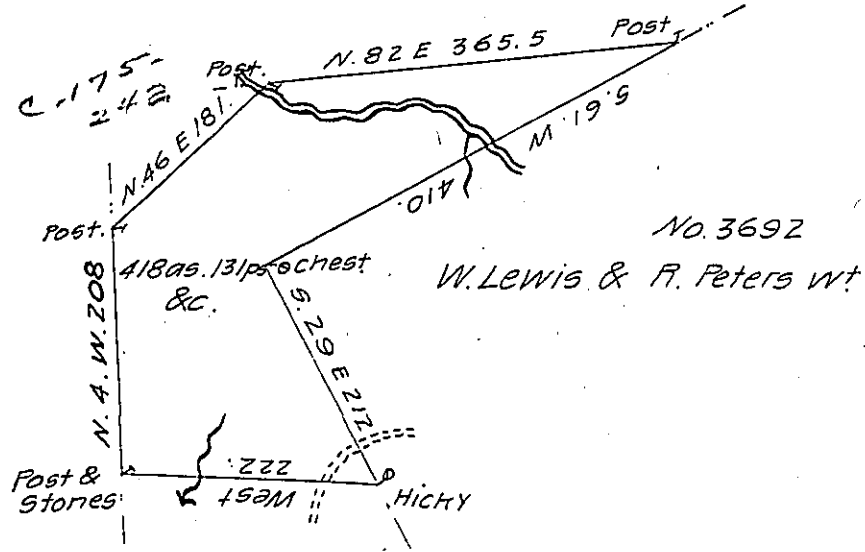 C-175-
242
Post.
N. 82 E 365.5
Post
N.46 E 181.
S.61.W
410.
Post.
418as.131ps
chest
&c.
No. 3692
W. Lewis & R. Peters wt.
N. 4. W. 208
S. 29 E 212
Post &
Stones
West 222.
Hicky